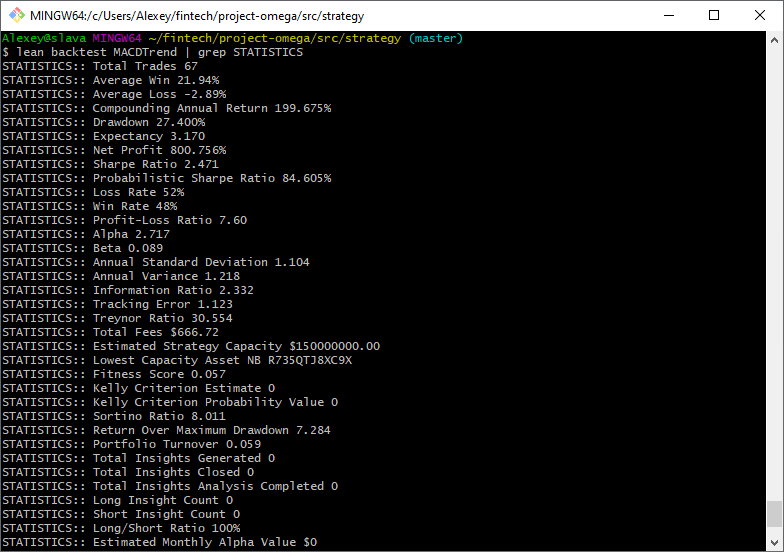 MINGW64:/c/Users/Alexey/fintech/project-omega/src/strategy
Alexey@slava MINGW64 ~/fintech/project-omega/src/strategy (master)
$ lean backtest MACDTrend | grep STATISTICS
STATISTICS:: Total Trades 67
STATISTICS:: Average Win 21.94%
STATISTICS:: Average Loss -2.89%
STATISTICS:: Compounding Annual Return 199.675%
STATISTICS:: Drawdown 27.400%
STATISTICS:: Expectancy 3.170
STATISTICS:: Net Profit 800.756%
STATISTICS:: Sharpe Ratio 2.471
STATISTICS:: Probabilistic Sharpe Ratio 84.605%
STATISTICS:: Loss Rate 52%
STATISTICS:: Win Rate 48%
STATISTICS:: Profit-Loss Ratio 7.60
STATISTICS:: Alpha 2.717
STATISTICS:: Beta 0.089
STATISTICS:: Annual Standard Deviation 1.104
STATISTICS:: Annual Variance 1.218
STATISTICS:: Information Ratio 2.332
STATISTICS:: Tracking Error 1.123
STATISTICS:: Treynor Ratio 30.554
STATISTICS:: Total Fees $666.72
STATISTICS:: Estimated Strategy Capacity $150000000.00
STATISTICS:: Lowest Capacity Asset NB R735QTJ8XC9X
STATISTICS:: Fitness Score 0.057
STATISTICS:: Kelly Criterion Estimate 0
STATISTICS:: Kelly Criterion Probability Value 0
STATISTICS:: Sortino Ratio 8.011
STATISTICS:: Return Over Maximum Drawdown 7.284
STATISTICS:: Portfolio Turnover 0.059
STATISTICS:: Total Insights Generated 0
STATISTICS:: Total Insights Closed 0
STATISTICS:: Total Insights Analysis Completed 0
STATISTICS:: Long Insight Count 0
STATISTICS:: Short Insight Count 0
STATISTICS:: Long/Short Ratio 100%
STATISTICS:: Estimated Monthly Alpha Value $0